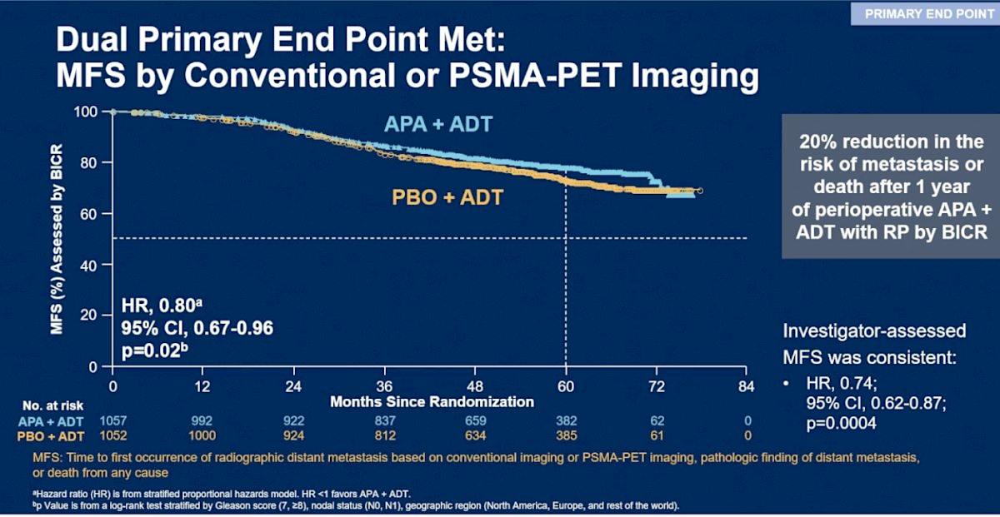 PRIMARY END POINT
Dual Primary End Point Met:
MFS by Conventional or PSMA-PET Imaging
MFS (%) Assessed by BICR
100
80
60
40
20
0
APA + ADT
PBO + ADT
HR, 0.80ᵃ
95% CI, 0.67-0.96
p=0.02ᵇ
0 12 24 36 48 60 72 84
Months Since Randomization
No. at risk
APA + ADT 1057 992 922 837 659 382 62 0
PBO + ADT 1052 1000 924 812 634 385 61 0
20% reduction in the
risk of metastasis or
death after 1 year
of perioperative APA +
ADT with RP by BICR
Investigator-assessed
MFS was consistent:
• HR, 0.74;
95% CI, 0.62-0.87;
p=0.0004
MFS: Time to first occurrence of radiographic distant metastasis based on conventional imaging or PSMA-PET imaging, pathologic finding of distant metastasis,
or death from any cause
ᵃHazard ratio (HR) is from stratified proportional hazards model. HR <1 favors APA + ADT.
ᵇp Value is from a log-rank test stratified by Gleason score (7, ≥8), nodal status (N0, N1), geographic region (North America, Europe, and rest of the world).